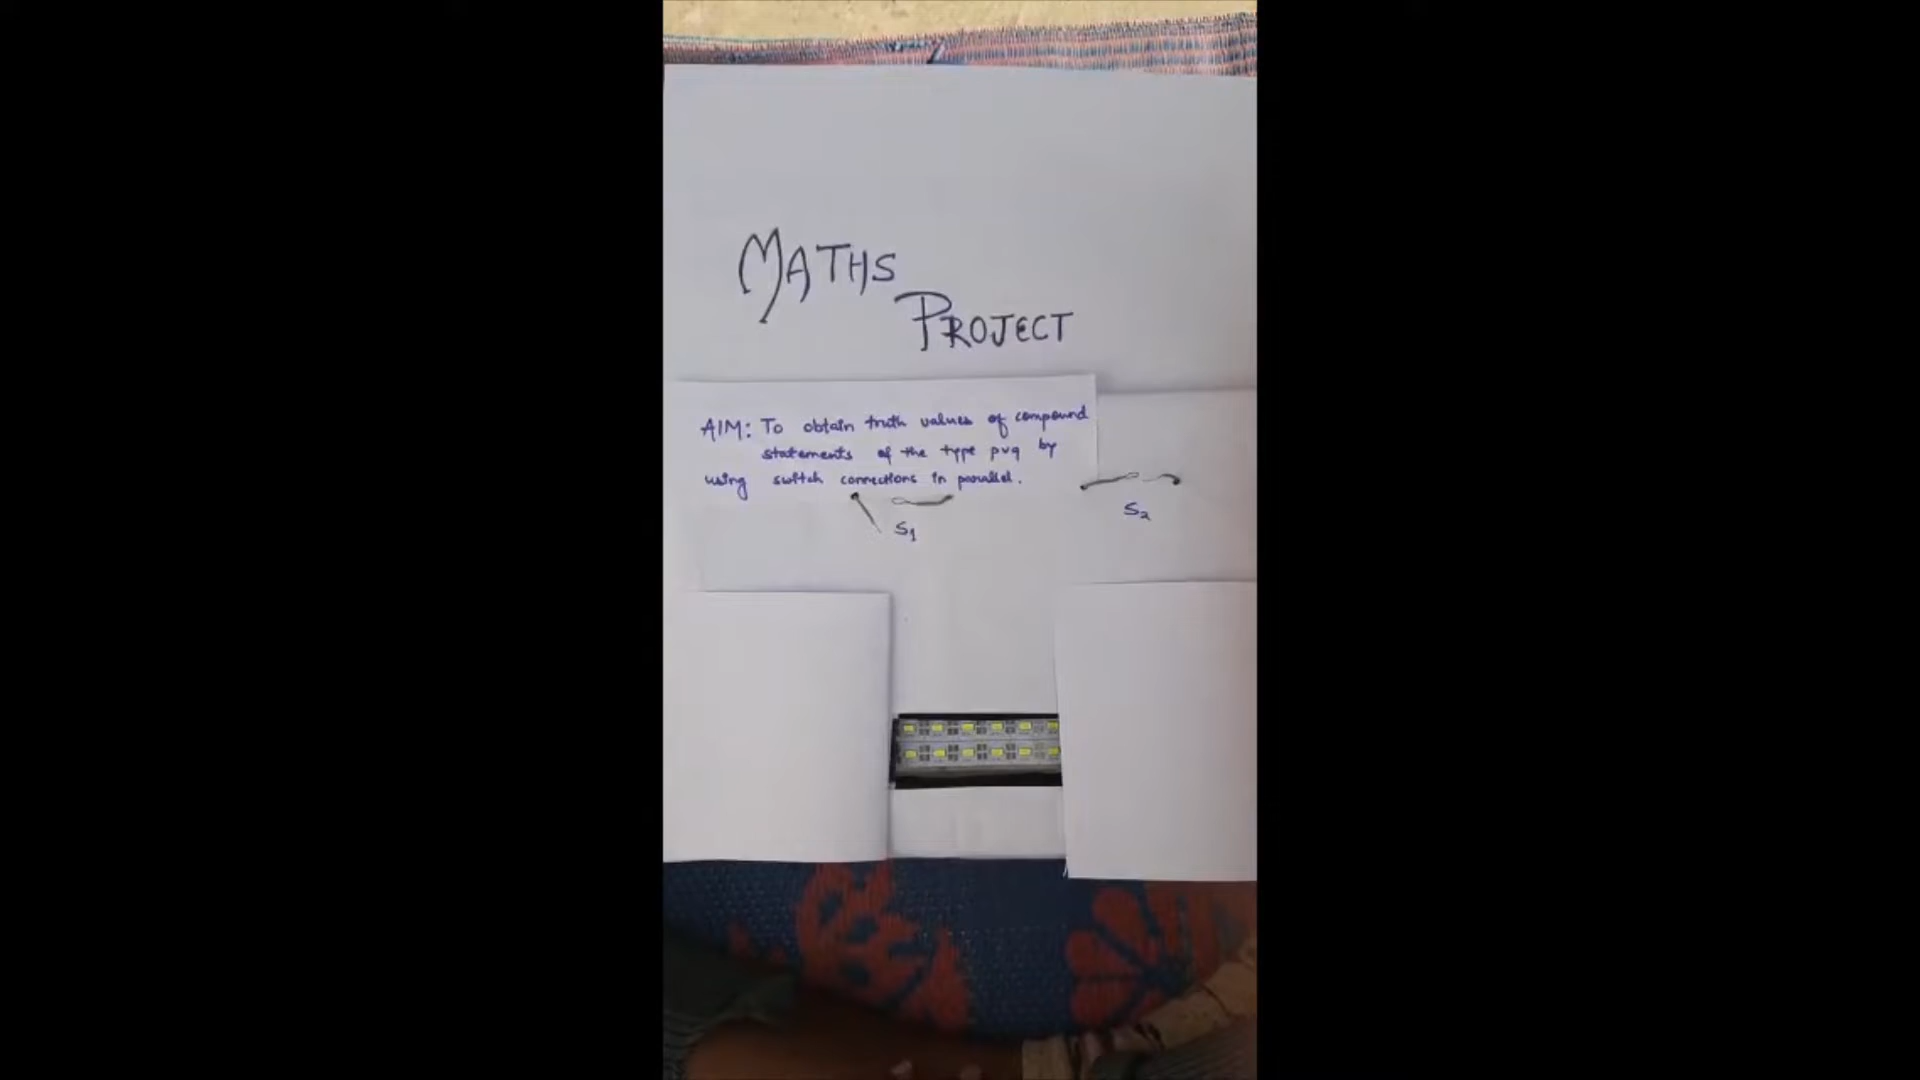 MATHS
PROJECT
AIM: To obtain truth values of compound
statements of the type pvq by
using switch connections in parallel.
S2
S1